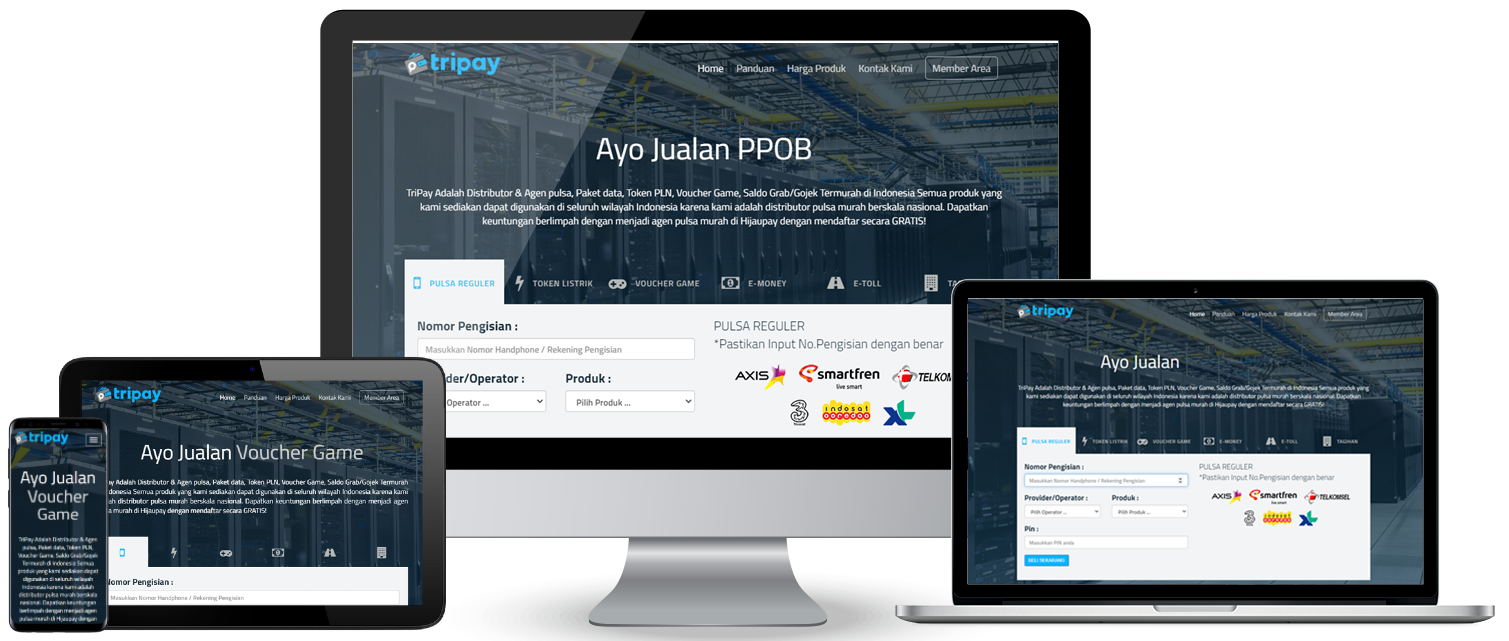 tripay
Home Panduan Harga Produk Kontak Kami Member Area
Ayo Jualan PPOB
TriPay Adalah Distributor & Agen pulsa, Paket data, Token PLN, Voucher Game, Saldo Grab/Gojek Termurah di Indonesia Semua produk yang
kami sediakan dapat digunakan di seluruh wilayah Indonesia karena kami adalah distributor pulsa murah berskala nasional. Dapatkan
keuntungan berlimpah dengan menjadi agen pulsa murah di Hijaupay dengan mendaftar secara GRATIS!
PULSA REGULER TOKEN LISTRIK VOUCHER GAME E-MONEY E-TOLL TA
Nomor Pengisian :
Masukkan Nomor Handphone / Rekening Pengisian
der/Operator : Produk :
Operator ... Pilih Produk ...
PULSA REGULER
*Pastikan Input No.Pengisian dengan benar
AXIS smartfren live smart TELKOM
3 indosat ooredoo XL
tripay
Home Panduan Harga Produk Kontak Kami Member Area
Ayo Jualan Voucher Game
ay Adalah Distributor & Agen pulsa, Paket data, Token PLN, Voucher Game, Saldo Grab/Gojek Termurah
donesia Semua produk yang kami sediakan dapat digunakan di seluruh wilayah Indonesia karena kami
ah distributor pulsa murah berskala nasional. Dapatkan keuntungan berlimpah dengan menjadi agen
a murah di Hijaupay dengan mendaftar secara GRATIS!
omor Pengisian :
Masukkan Nomor Handphone / Rekening Pengisian
tripay
Ayo Jualan
Voucher
Game
TriPay Adalah Distributor & Agen
pulsa, Paket data, Token PLN,
Voucher Game, Saldo Grab/Gojek
Termurah di Indonesia Semua
produk yang kami sediakan dapat
digunakan di seluruh wilayah
Indonesia karena kami adalah
distributor pulsa murah berskala
nasional. Dapatkan keuntungan
berlimpah dengan menjadi agen
pulsa murah di Hijaupay dengan
tripay
Home Panduan Harga Produk Kontak Kami Member Area
Ayo Jualan
TriPay Adalah Distributor & Agen pulsa, Paket data, Token PLN, Voucher Game, Saldo Grab/Gojek Termurah di Indonesia Semua produk yang
kami sediakan dapat digunakan di seluruh wilayah Indonesia karena kami adalah distributor pulsa murah berskala nasional. Dapatkan
keuntungan berlimpah dengan menjadi agen pulsa murah di Hijaupay dengan mendaftar secara GRATIS!
PULSA REGULER TOKEN LISTRIK VOUCHER GAME E-MONEY E-TOLL TAGIHAN
Nomor Pengisian :
Masukkan Nomor Handphone / Rekening Pengisian
Provider/Operator : Produk :
Pilih Operator ... Pilih Produk ...
Pin :
Masukkan PIN anda
BELI SEKARANG
PULSA REGULER
*Pastikan Input No.Pengisian dengan benar
AXIS smartfren live smart TELKOMSEL
3 indosat ooredoo XL